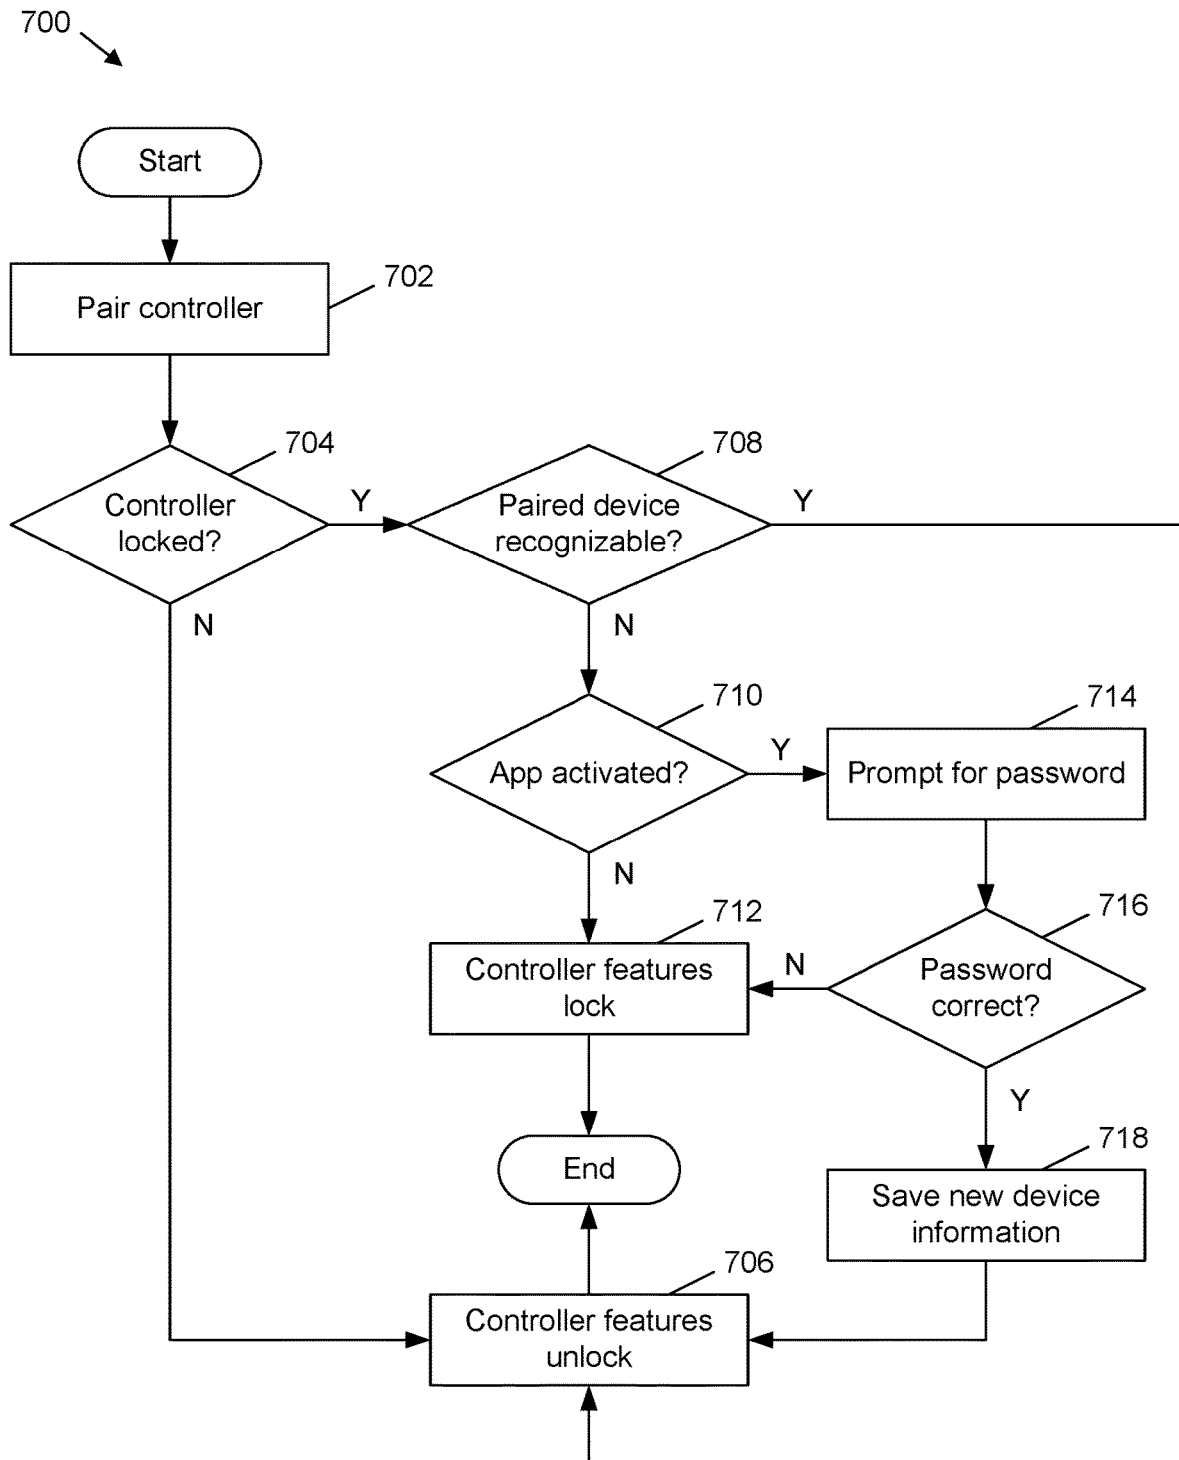 700
Start
702
Pair controller
704
708
Controller
locked?
Y
Paired device
recognizable?
Y
N
N
710
714
App activated?
Y
Prompt for password
N
712
716
Controller features
lock
N
Password
correct?
Y
718
End
Save new device
information
706
Controller features
unlock